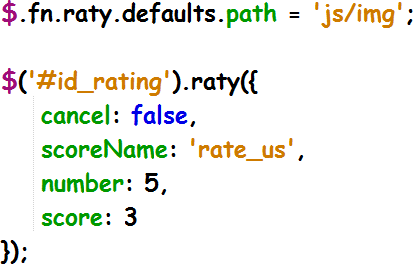 $.fn.raty.defaults.path = 'js/img';
$('#id_rating').raty({
cancel: false,
scoreName: 'rate_us',
number: 5,
score: 3
});